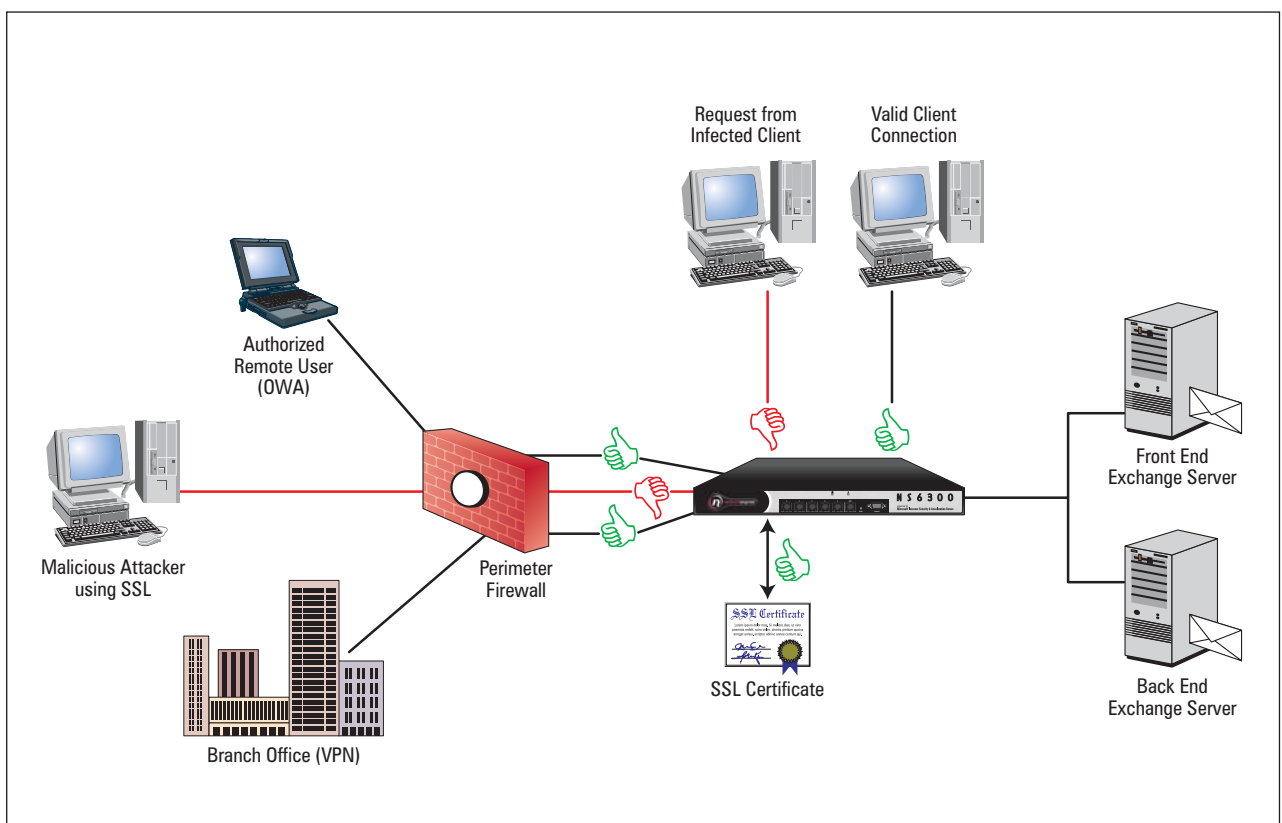 Request from
Infected Client
Valid Client
Connection
Authorized
Remote User
(OWA)
Malicious Attacker
using SSL
Perimeter
Firewall
Branch Office (VPN)
NS6300
SSL Certificate
SSL Certificate
Front End
Exchange Server
Back End
Exchange Server